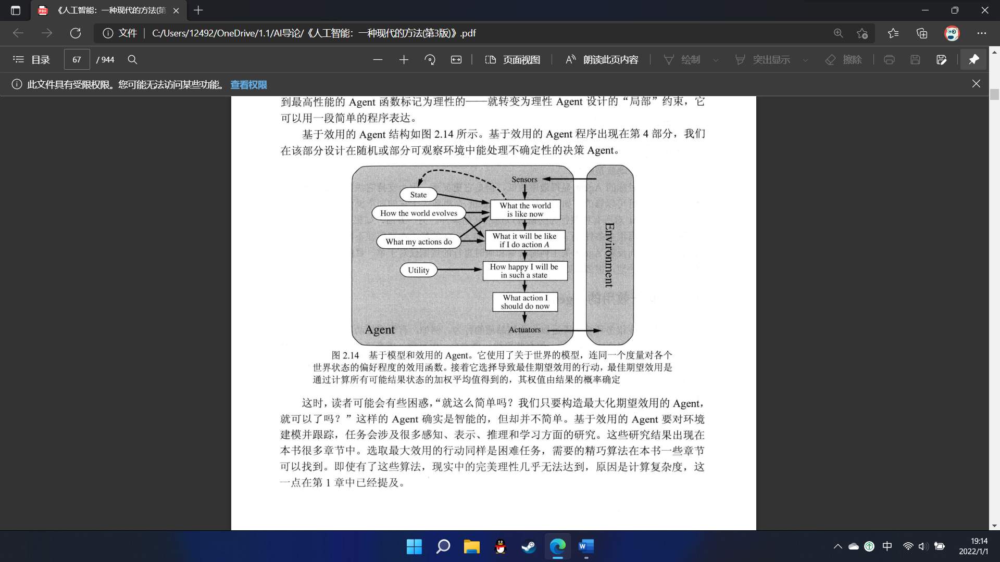 《人工智能：一种现代的方法(第
文件
C:/Users/12492/OneDrive/1.1/AI导论/《人工智能：一种现代的方法(第3版)》.pdf
目录
67
/ 944
页面视图
朗读此页内容
绘制
突出显示
擦除
此文件具有受限权限。您可能无法访问某些功能。 查看权限
到最高性能的 Agent 函数标记为理性的——就转变为理性 Agent 设计的“局部”约束，它
可以用一段简单的程序表达。
基于效用的 Agent 结构如图 2.14 所示。基于效用的 Agent 程序出现在第 4 部分，我们
在该部分设计在随机或部分可观察环境中能处理不确定性的决策 Agent。
Sensors
State
What the world
is like now
How the world evolves
What it will be like
if I do action A
What my actions do
How happy I will be
in such a state
Utility
What action I
should do now
Agent
Actuators
Environment
图 2.14 基于模型和效用的 Agent。它使用了关于世界的模型，连同一个度量对各个
世界状态的偏好程度的效用函数。接着它选择导致最佳期望效用的行动，最佳期望效用是
通过计算所有可能结果状态的加权平均值得到的，其权值由结果的概率确定
这时，读者可能会有些困惑，“就这么简单吗？我们只要构造最大化期望效用的 Agent，
就可以了吗？”这样的 Agent 确实是智能的，但却并不简单。基于效用的 Agent 要对环境
建模并跟踪，任务会涉及很多感知、表示、推理和学习方面的研究。这些研究结果出现在
本书很多章节中。选取最大效用的行动同样是困难任务，需要的精巧算法在本书一些章节
可以找到。即使有了这些算法，现实中的完美理性几乎无法达到，原因是计算复杂度，这
一点在第 1 章中已经提及。
中
19:14
2022/1/1